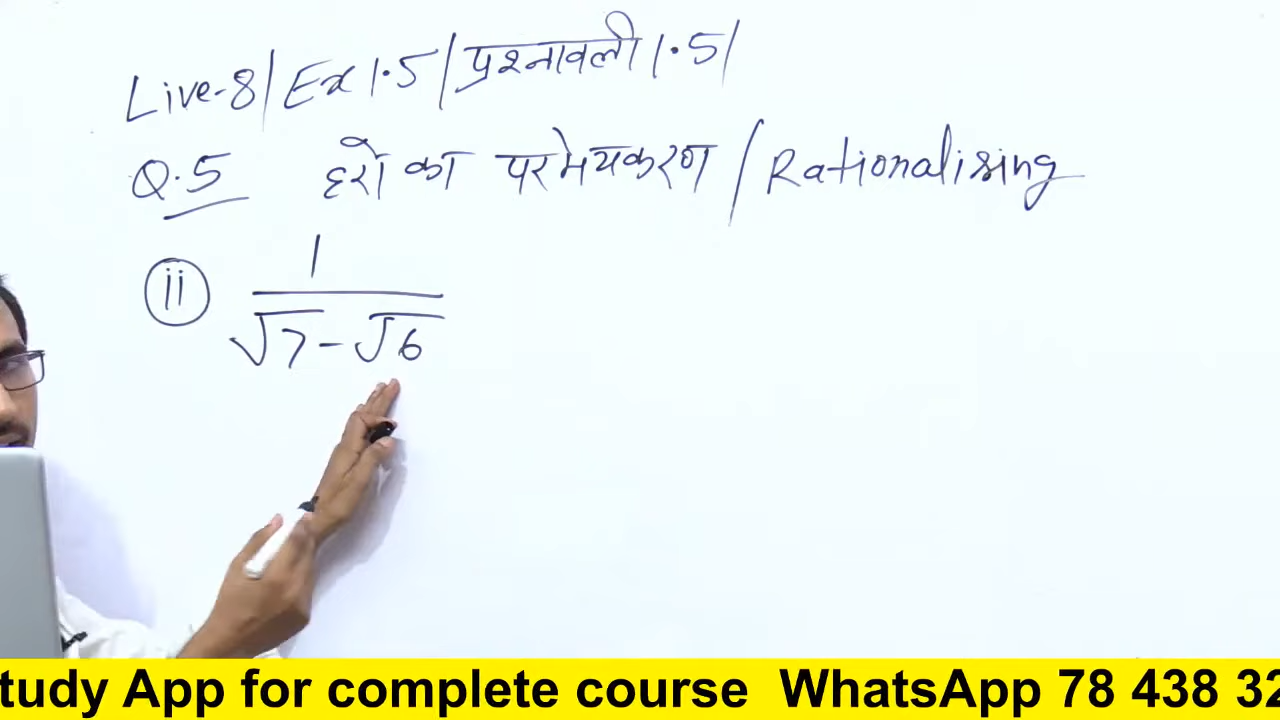 Live-8| Ex 1.5 | प्रश्नावली 1.5|
Q.5 हरों का परमेयकरण / Rationalising
ii 1
√7-√6
tudy App for complete course WhatsApp 78 438 32